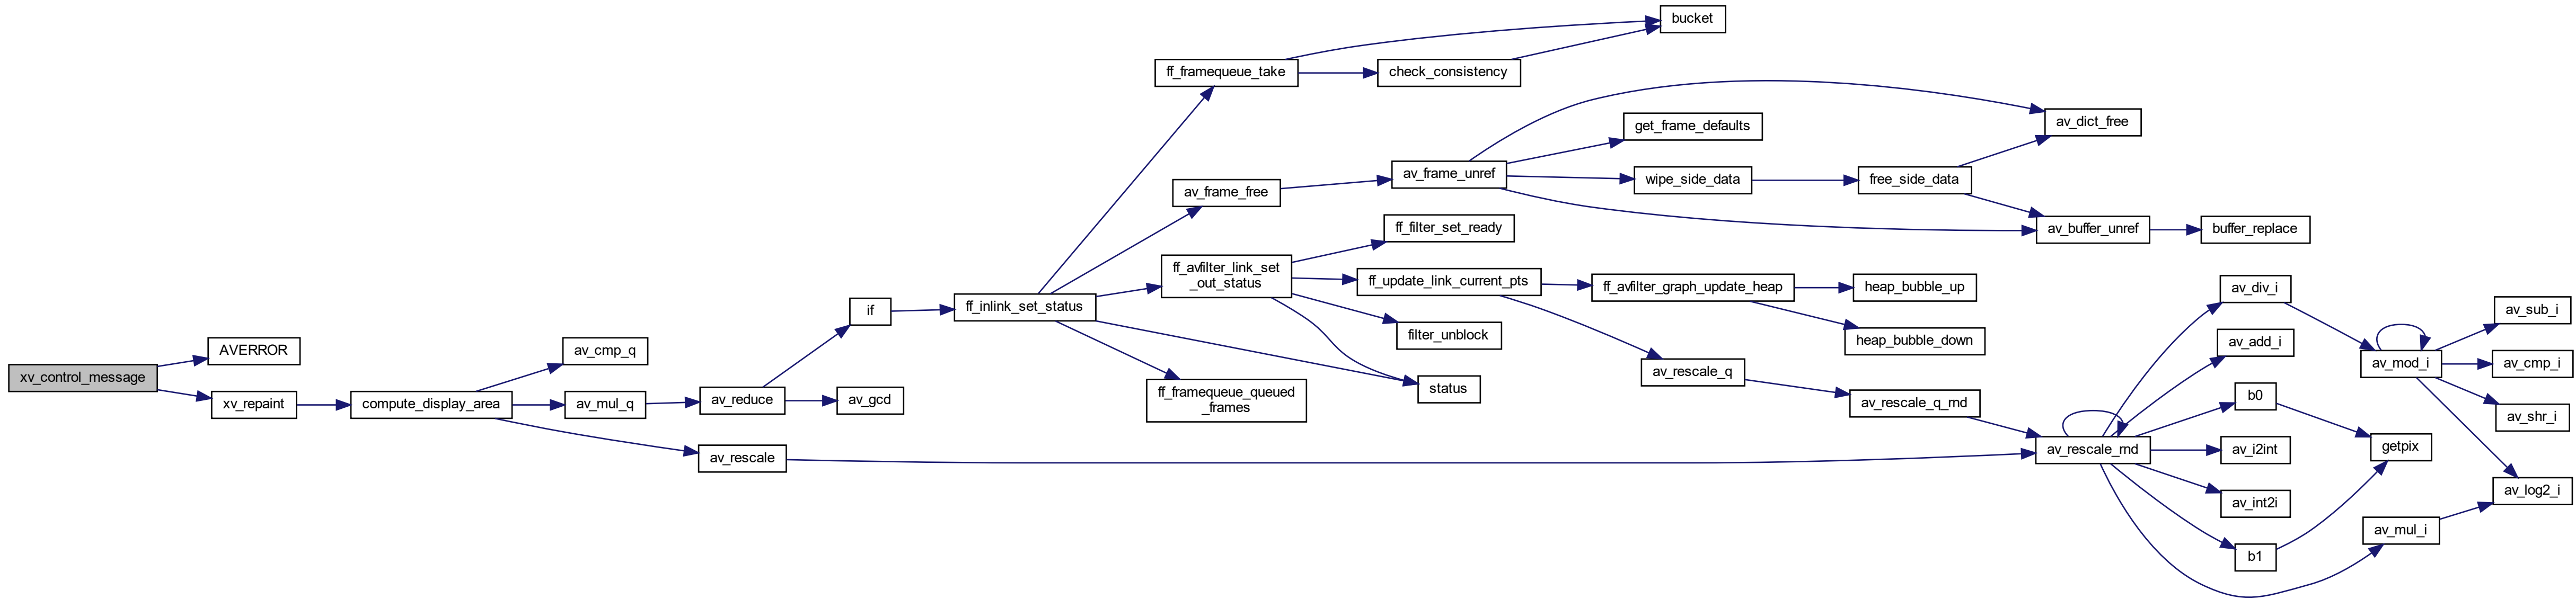 xv_control_message
AVERROR
xv_repaint
compute_display_area
av_cmp_q
av_mul_q
av_rescale
av_reduce
if
av_gcd
ff_inlink_set_status
ff_framequeue_take
av_frame_free
ff_avfilter_link_set
_out_status
ff_framequeue_queued
_frames
bucket
check_consistency
av_frame_unref
ff_filter_set_ready
ff_update_link_current_pts
filter_unblock
status
get_frame_defaults
wipe_side_data
ff_avfilter_graph_update_heap
av_rescale_q
free_side_data
heap_bubble_up
heap_bubble_down
av_rescale_q_rnd
av_dict_free
av_buffer_unref
buffer_replace
av_rescale_rnd
av_div_i
av_add_i
b0
av_i2int
av_int2i
b1
av_mod_i
getpix
av_mul_i
av_sub_i
av_cmp_i
av_shr_i
av_log2_i